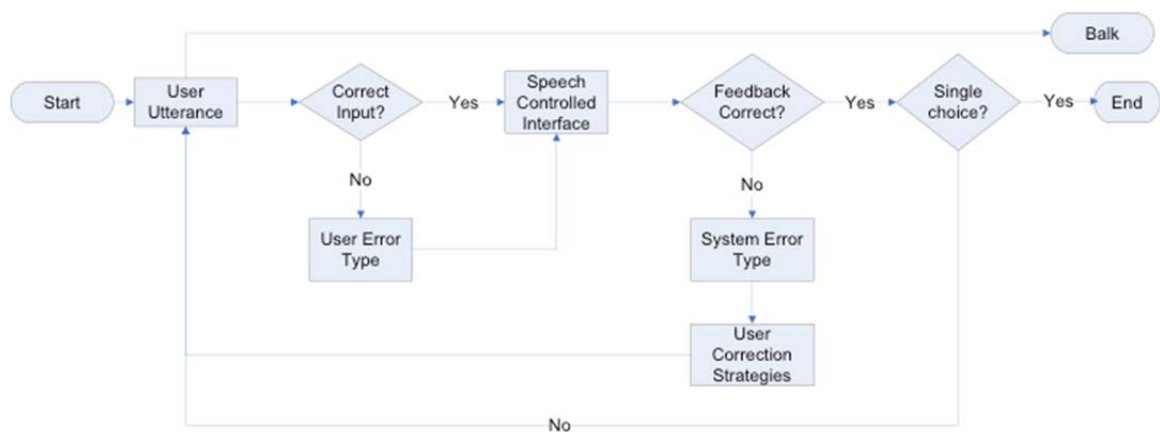 Balk
Start
User
Utterance
Correct
Input?
Yes
Speech
Controlled
Interface
Feedback
Correct?
Yes
Single
choice?
Yes
End
No
No
User Error
Type
System Error
Type
User
Correction
Strategies
No